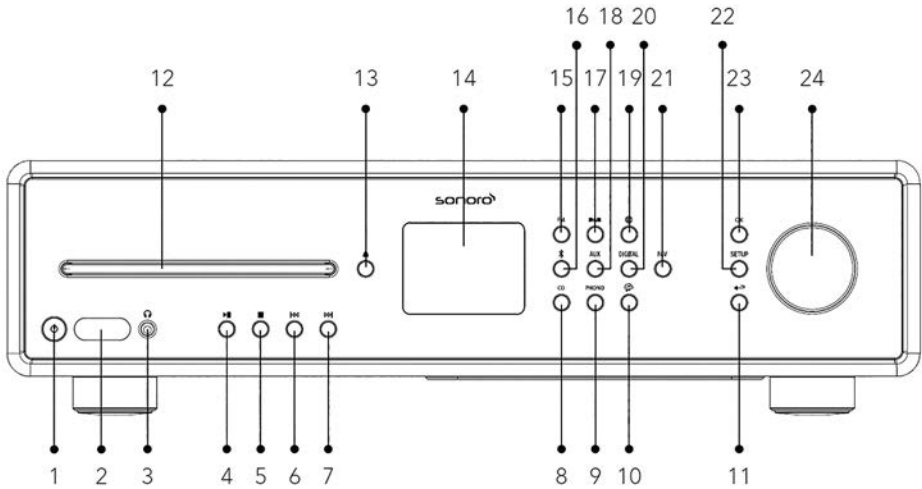 16 18 20 22
12 13 14 15 17 19 21 23 24
sonoro
FM DAB OK
AUX DIGITAL FAV SETUP
CD PHONO
1 2 3 4 5 6 7 8 9 10 11